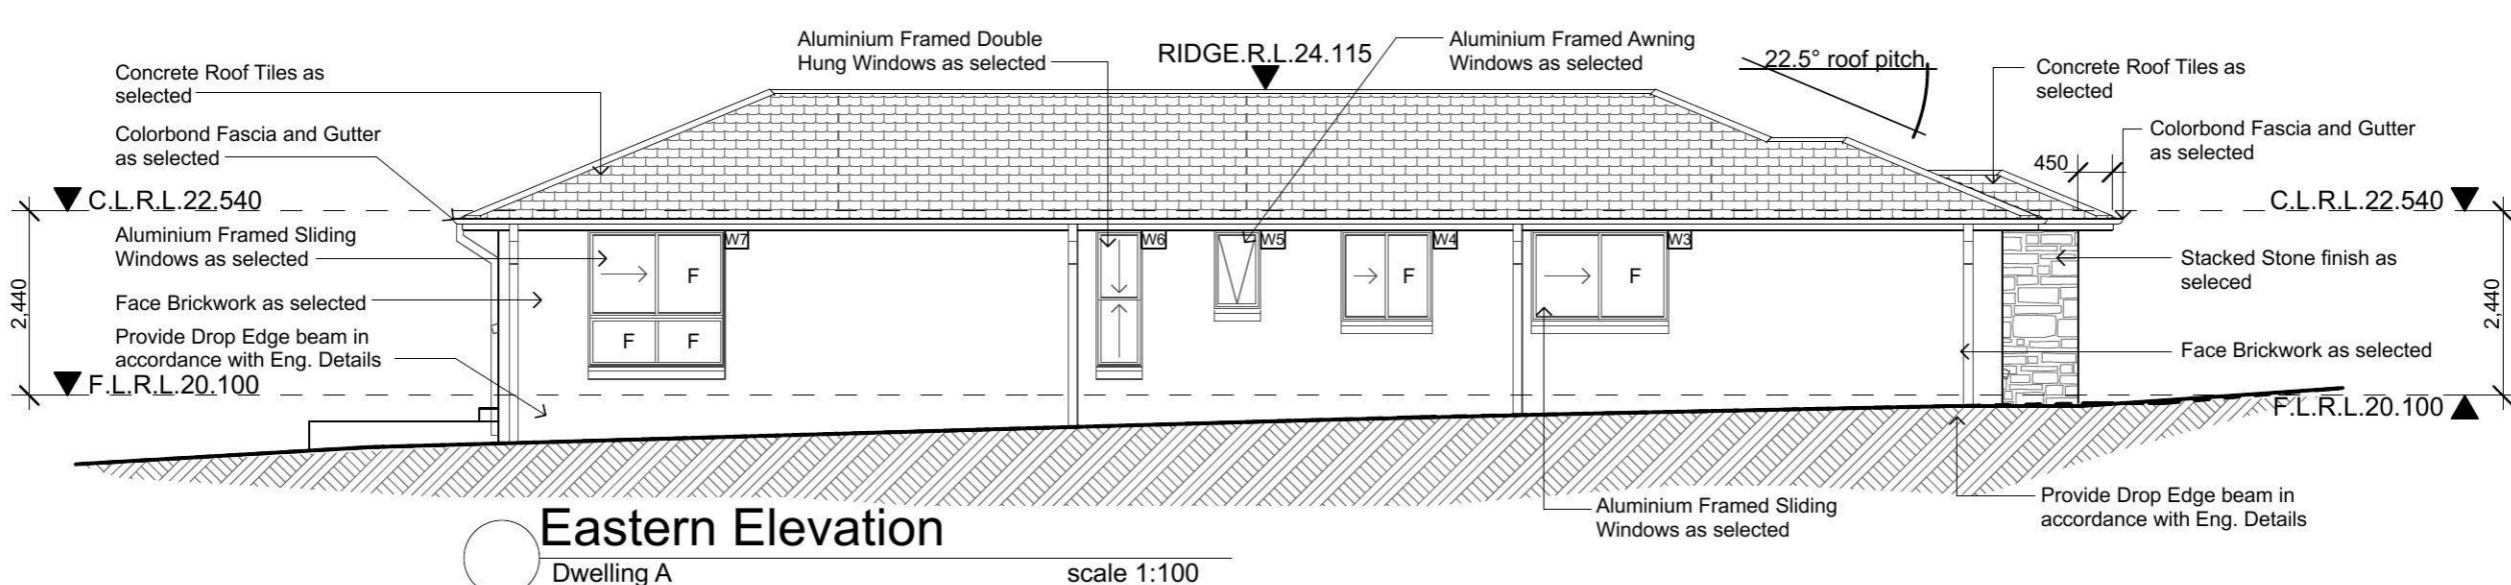 Aluminium Framed Double
Hung Windows as selected
RIDGE.R.L.24.115
Aluminium Framed Awning
Windows as selected
22.5° roof pitch
Concrete Roof Tiles as
selected
Concrete Roof Tiles as
selected
Colorbond Fascia and Gutter
as selected
Colorbond Fascia and Gutter
as selected
450
C.L.R.L.22.540
C.L.R.L.22.540
Aluminium Framed Sliding
Windows as selected
W7
W6
W5
W4
W3
F
F
F
F
F
Stacked Stone finish as
seleced
Face Brickwork as selected
2,440
2,440
Provide Drop Edge beam in
accordance with Eng. Details
Face Brickwork as selected
F.L.R.L.20.100
F.L.R.L.20.100
Aluminium Framed Sliding
Windows as selected
Provide Drop Edge beam in
accordance with Eng. Details
Eastern Elevation
Dwelling A
scale 1:100